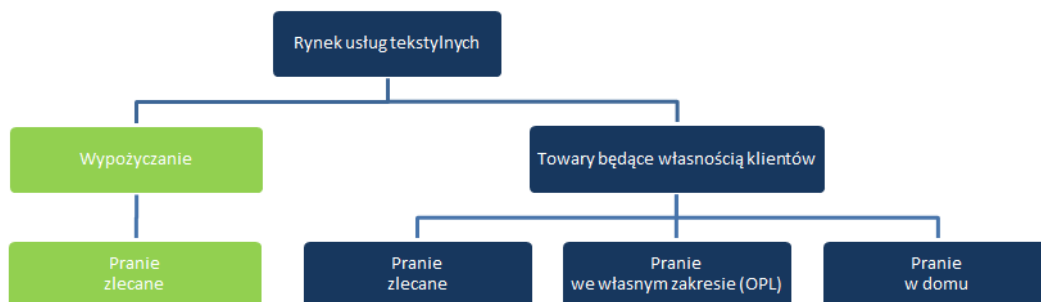 Rynek usług tekstylnych
Wypożyczanie
Towary będące własnością klientów
Pranie
zlecane
Pranie
zlecane
Pranie
we własnym zakresie (OPL)
Pranie
w domu